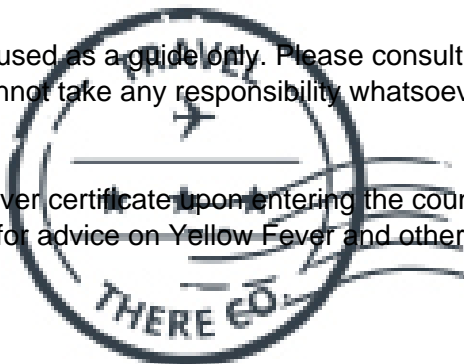 used as a guide only. Please consult
nnot take any responsibility whatsoev
ver certificate upon entering the coun
for advice on Yellow Fever and other
TRAVEL
THERE CO.